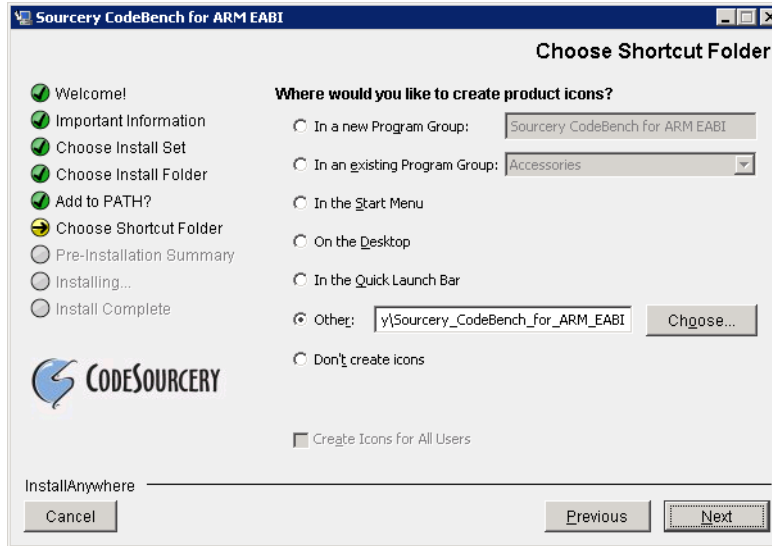 Sourcery CodeBench for ARM EABI
Choose Shortcut Folder
Welcome!
Important Information
Choose Install Set
Choose Install Folder
Add to PATH?
Choose Shortcut Folder
Pre-Installation Summary
Installing...
Install Complete
CODESOURCERY
Where would you like to create product icons?
In a new Program Group: Sourcery CodeBench for ARM EABI
In an existing Program Group: Accessories
In the Start Menu
On the Desktop
In the Quick Launch Bar
Other: y\Sourcery_CodeBench_for_ARM_EABI Choose...
Don't create icons
Create Icons for All Users
InstallAnywhere
Cancel Previous Next